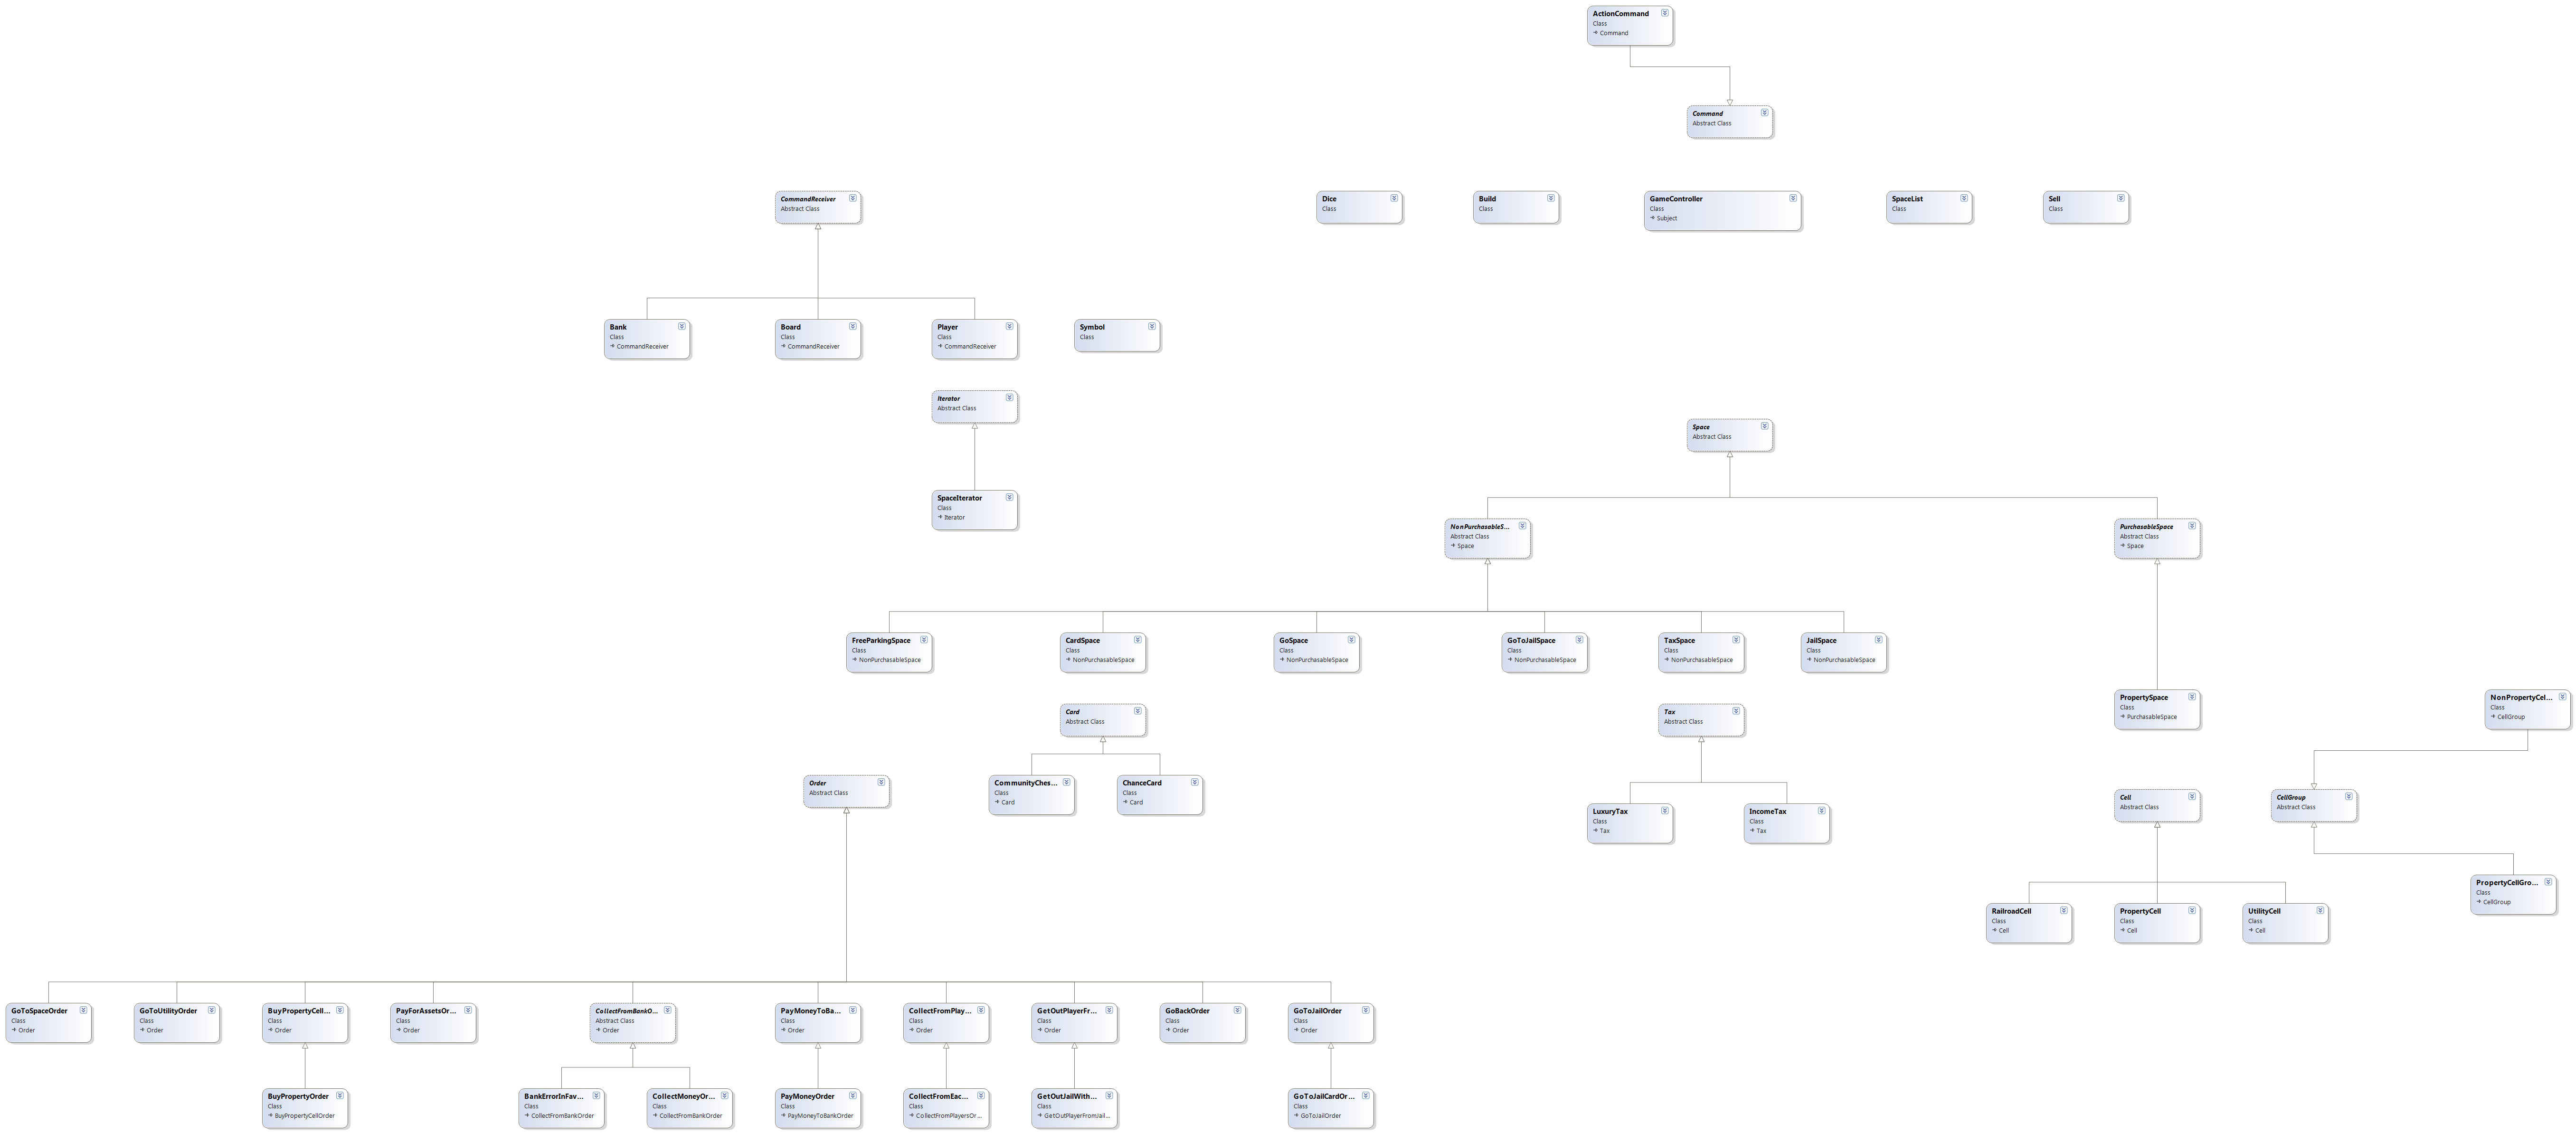 ActionCommand
Class
Command
Command
Abstract Class
CommandReceiver
Abstract Class
Dice
Class
Build
Class
GameController
Class
Subject
SpaceList
Class
Sell
Class
Bank
Class
CommandReceiver
Board
Class
CommandReceiver
Player
Class
CommandReceiver
Symbol
Class
Iterator
Abstract Class
Space
Abstract Class
SpaceIterator
Class
Iterator
NonPurchasableS...
Abstract Class
Space
PurchasableSpace
Abstract Class
Space
FreeParkingSpace
Class
NonPurchasableSpace
CardSpace
Class
NonPurchasableSpace
GoSpace
Class
NonPurchasableSpace
GoToJailSpace
Class
NonPurchasableSpace
TaxSpace
Class
NonPurchasableSpace
JailSpace
Class
NonPurchasableSpace
PropertySpace
Class
PurchasableSpace
NonPropertyCel...
Class
CellGroup
Card
Abstract Class
Tax
Abstract Class
Order
Abstract Class
CommunityChes...
Class
Card
ChanceCard
Class
Card
LuxuryTax
Class
Tax
IncomeTax
Class
Tax
Cell
Abstract Class
CellGroup
Abstract Class
PropertyCellGro...
Class
CellGroup
RailroadCell
Class
Cell
PropertyCell
Class
Cell
UtilityCell
Class
Cell
GoToSpaceOrder
Class
Order
GoToUtilityOrder
Class
Order
BuyPropertyCell...
Class
Order
PayForAssetsOr...
Class
Order
CollectFromBankO...
Abstract Class
Order
PayMoneyToBa...
Class
Order
CollectFromPlay...
Class
Order
GetOutPlayerFr...
Class
Order
GoBackOrder
Class
Order
GoToJailOrder
Class
Order
BuyPropertyOrder
Class
BuyPropertyCellOrder
BankErrorInFav...
Class
CollectFromBankOrder
CollectMoneyOr...
Class
CollectFromBankOrder
PayMoneyOrder
Class
PayMoneyToBankOrder
CollectFromEac...
Class
CollectFromPlayersOr...
GetOutJailWith...
Class
GetOutPlayerFromJail...
GoToJailCardOr...
Class
GoToJailOrder